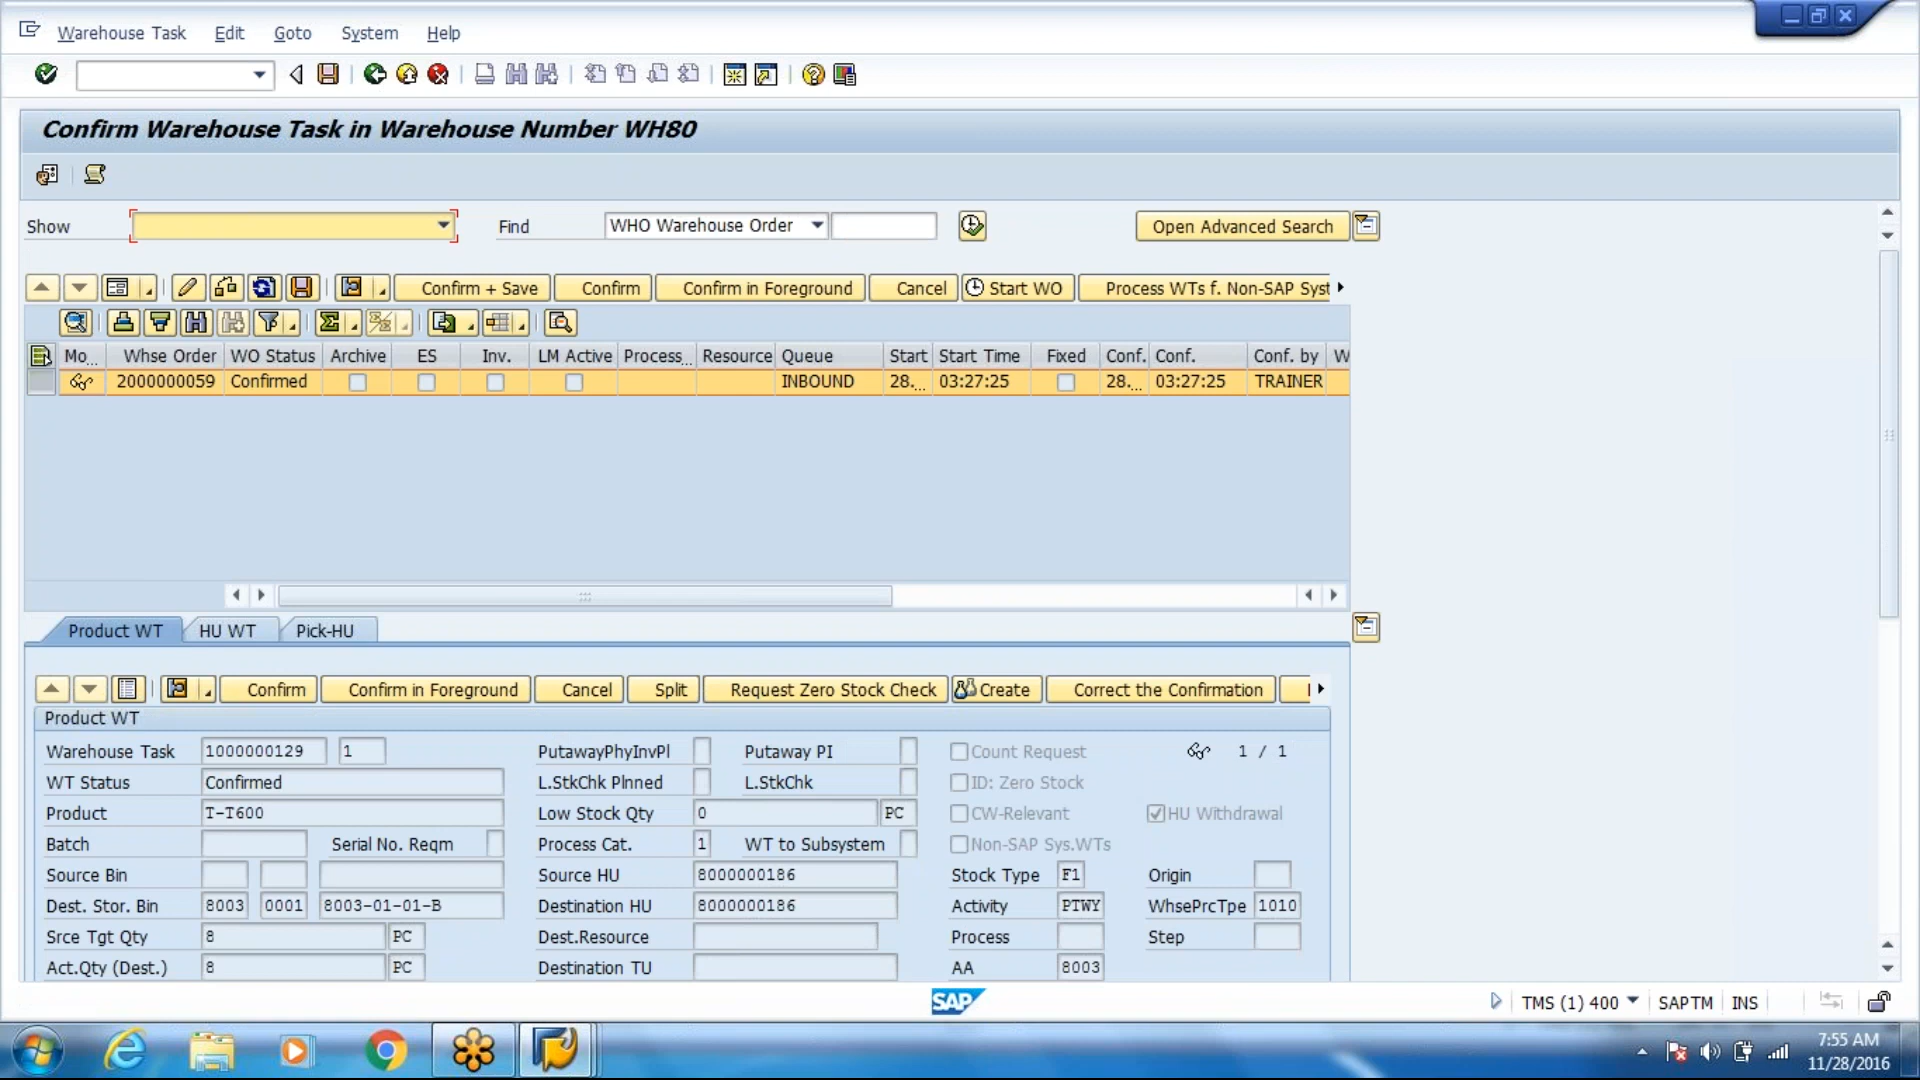 Warehouse Task Edit Goto System Help
Confirm Warehouse Task in Warehouse Number WH80
Show Find WHO Warehouse Order Open Advanced Search
Confirm + Save Confirm Confirm in Foreground Cancel Start WO Process WTs f. Non-SAP Syst
Mo... Whse Order WO Status Archive ES Inv. LM Active Process... Resource Queue Start Start Time Fixed Conf. Conf. Conf. by W
2000000059 Confirmed INBOUND 28.... 03:27:25 28.... 03:27:25 TRAINER
Product WT HU WT Pick-HU
Confirm Confirm in Foreground Cancel Split Request Zero Stock Check Create Correct the Confirmation
Product WT
Warehouse Task 1000000129 1 PutawayPhyInvPl Putaway PI Count Request 1 / 1
WT Status Confirmed L.StkChk Plnned L.StkChk ID: Zero Stock
Product T-T600 Low Stock Qty 0 PC CW-Relevant HU Withdrawal
Batch Serial No. Reqm Process Cat. 1 WT to Subsystem Non-SAP Sys.WTs
Source Bin Source HU 8000000186 Stock Type F1 Origin
Dest. Stor. Bin 8003 0001 8003-01-01-B Destination HU 8000000186 Activity PTWY WhsePrcTpe 1010
Srce Tgt Qty 8 PC Dest.Resource Process Step
Act.Qty (Dest.) 8 PC Destination TU AA 8003
SAP TMS (1) 400 SAPTM INS
7:55 AM
11/28/2016